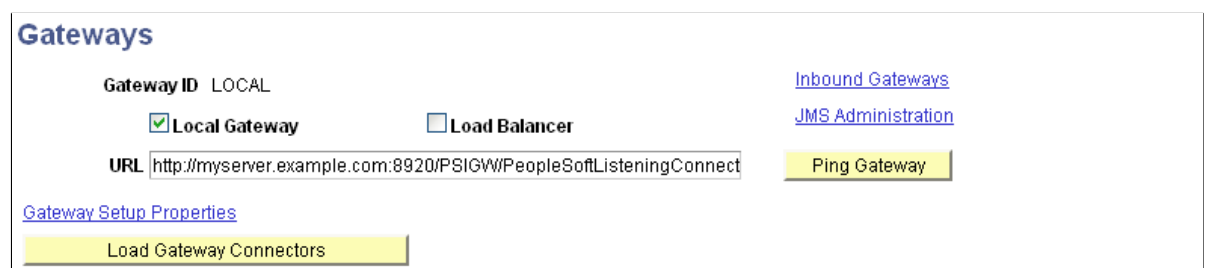 Gateways
Gateway ID LOCAL
Inbound Gateways
Local Gateway Load Balancer
JMS Administration
URL http://myserver.example.com:8920/PSIGW/PeopleSoftListeningConnect
Ping Gateway
Gateway Setup Properties
Load Gateway Connectors